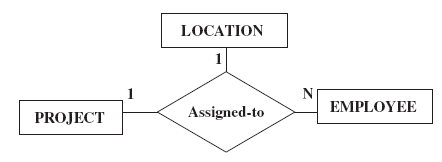 LOCATION
1
1
N
PROJECT
Assigned-to
EMPLOYEE